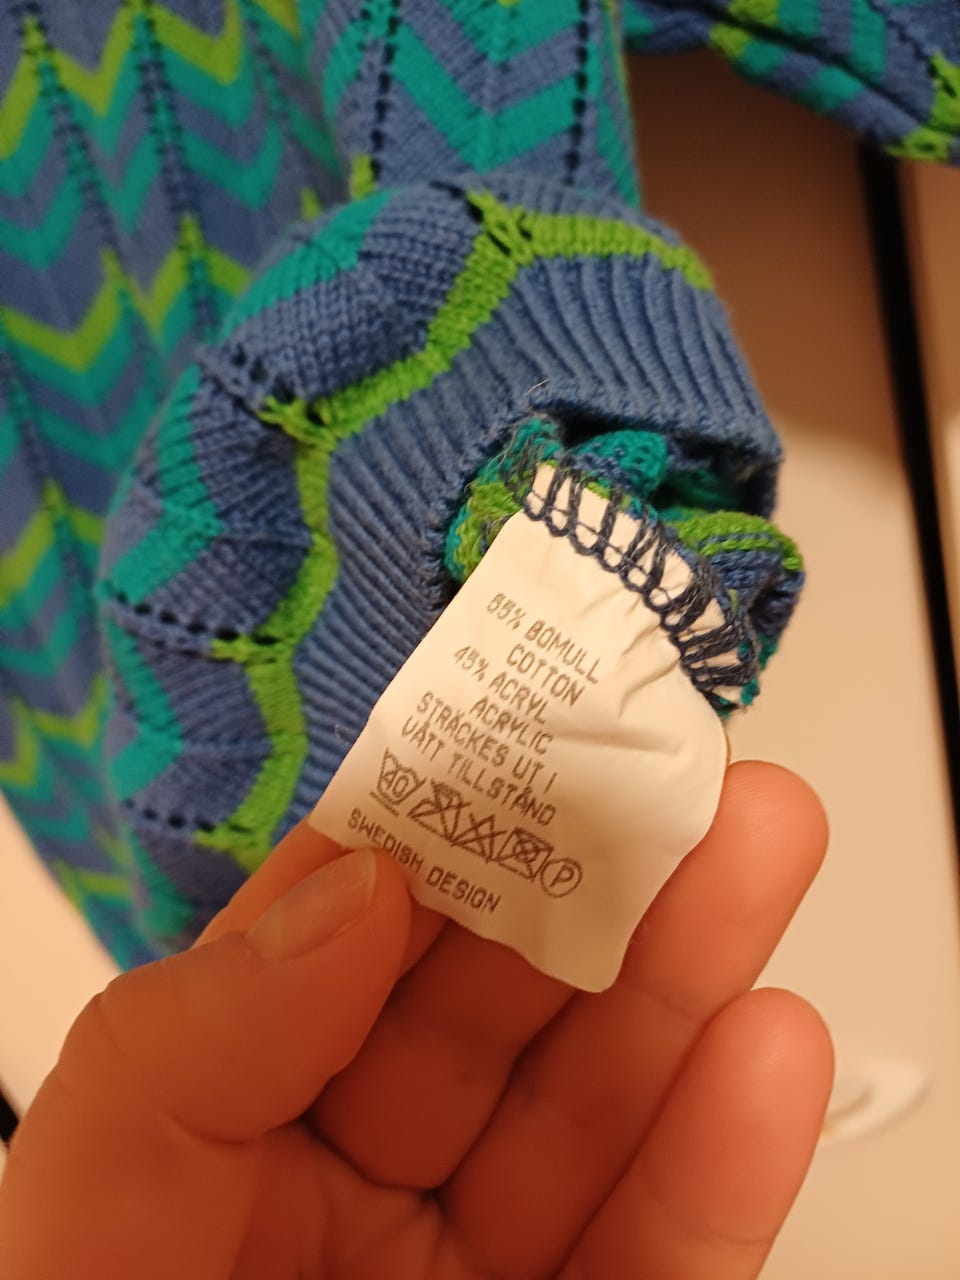 55% BOMULL
COTTON
45% ACRYL
ACRYLIC
STRÄCKES UT I
VÅTT TILLSTÅND
40 P
SWEDISH DESIGN